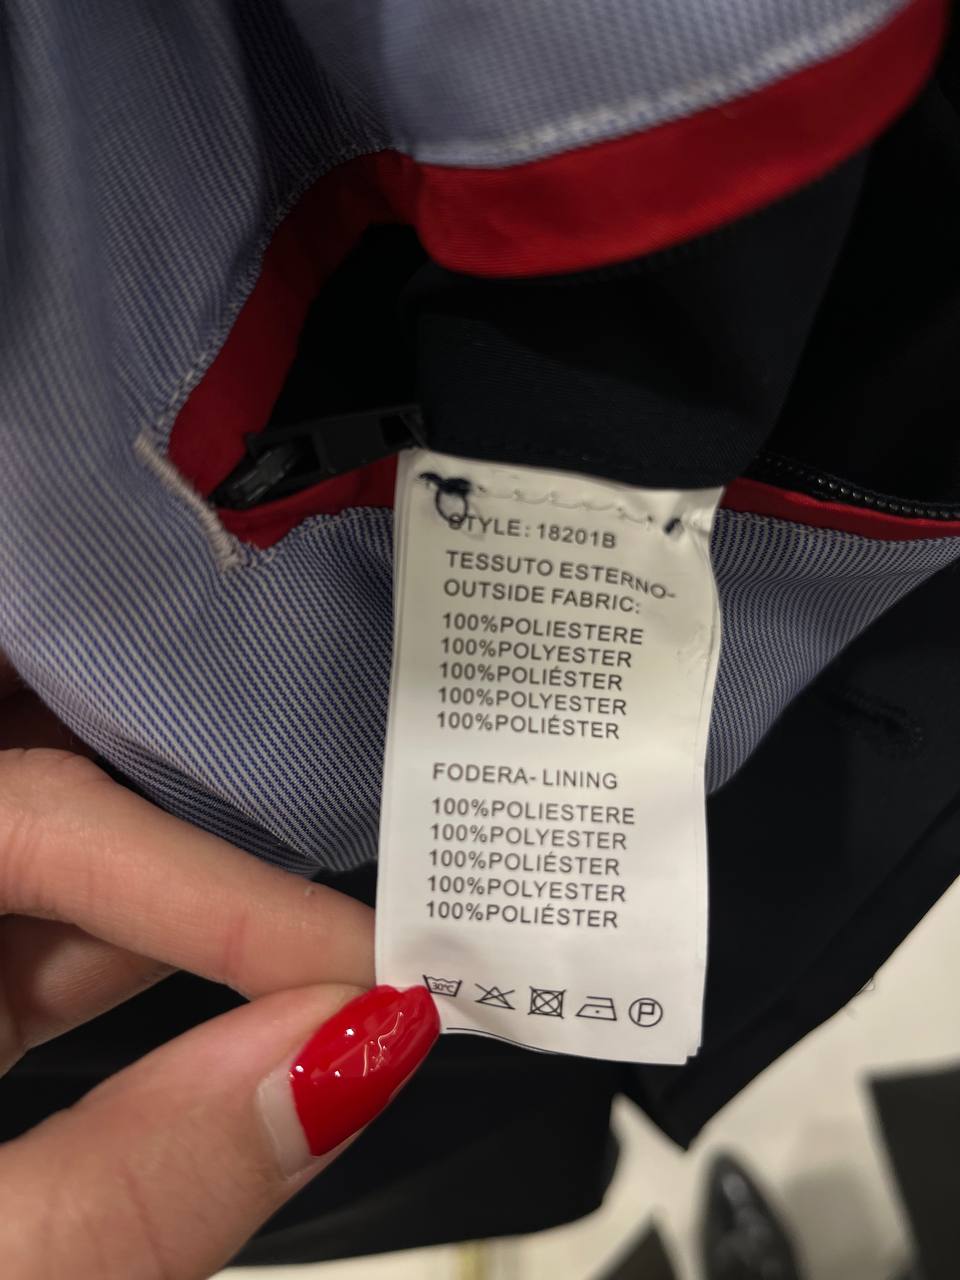 STYLE: 18201B
TESSUTO ESTERNO-
OUTSIDE FABRIC:
100%POLIESTERE
100%POLYESTER
100%POLIÉSTER
100%POLYESTER
100%POLIÉSTER
FODERA- LINING
100%POLIESTERE
100%POLYESTER
100%POLIÉSTER
100%POLYESTER
100%POLIÉSTER
30°C P